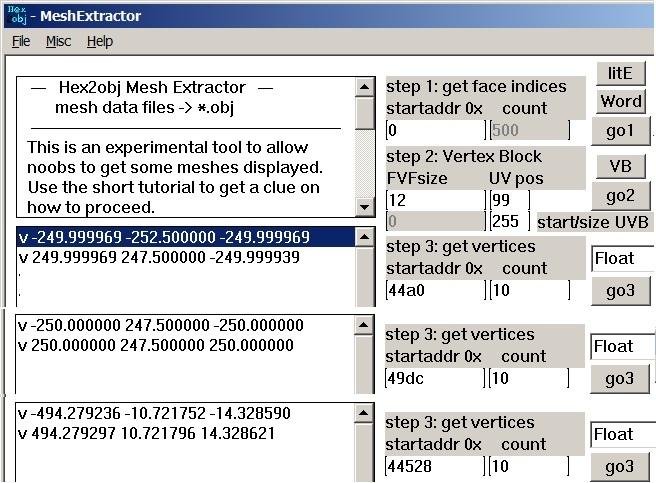 Hex
obj - MeshExtractor
File Misc Help
— Hex2obj Mesh Extractor —
mesh data files -> *.obj
This is an experimental tool to allow
noobs to get some meshes displayed.
Use the short tutorial to get a clue on
how to proceed.
step 1: get face indices
startaddr 0x count
0 500
litE
Word
go1
step 2: Vertex Block
FVFsize UV pos
12 99
0 255 start/size UVB
VB
go2
v -249.999969 -252.500000 -249.999969
v 249.999969 247.500000 -249.999939
.
.
step 3: get vertices
startaddr 0x count
44a0 10
Float
go3
v -250.000000 247.500000 -250.000000
v 250.000000 247.500000 250.000000
step 3: get vertices
startaddr 0x count
49dc 10
Float
go3
v -494.279236 -10.721752 -14.328590
v 494.279297 10.721796 14.328621
step 3: get vertices
startaddr 0x count
44528 10
Float
go3